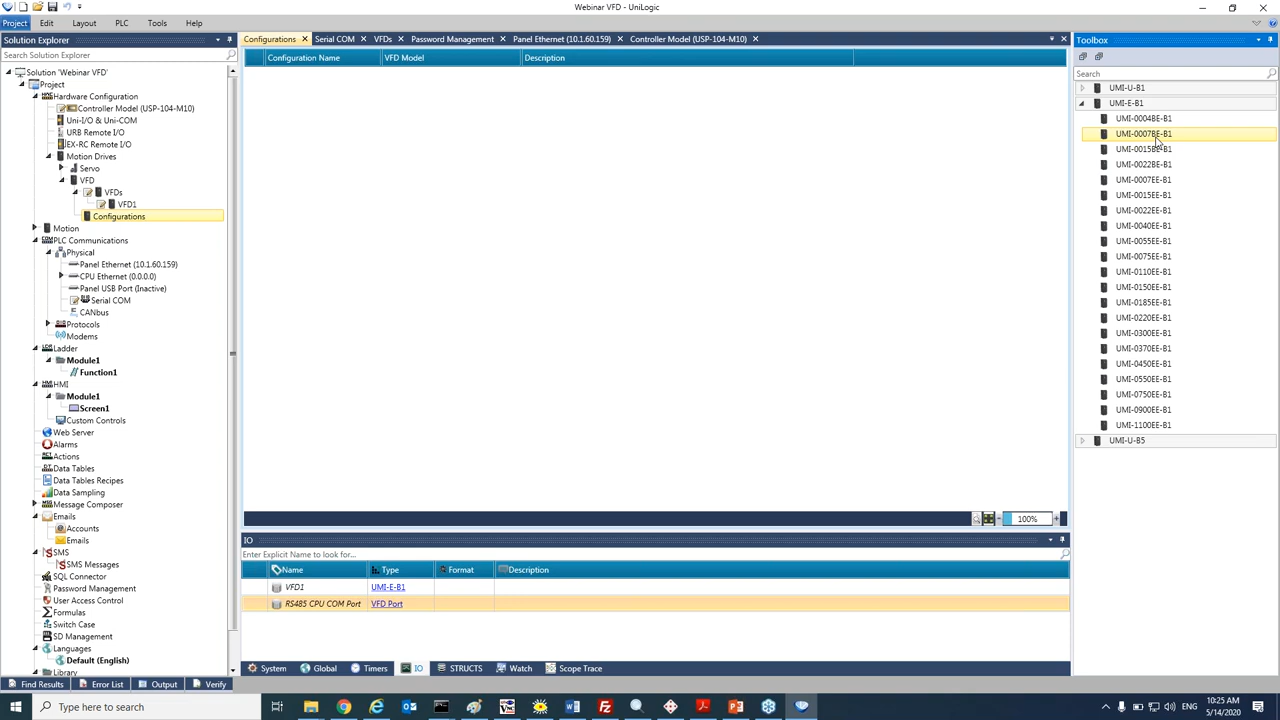 Webinar VFD - UniLogic
Project Edit Layout PLC Tools Help
Solution Explorer
Search Solution Explorer
Solution 'Webinar VFD'
Project
Hardware Configuration
Controller Model (USP-104-M10)
Uni-I/O & Uni-COM
URB Remote I/O
EX-RC Remote I/O
Motion Drives
Servo
VFD
VFDs
VFD1
Configurations
Motion
PLC Communications
Physical
Panel Ethernet (10.1.60.159)
CPU Ethernet (0.0.0.0)
Panel USB Port (Inactive)
Serial COM
CANbus
Protocols
Modems
Ladder
Module1
Function1
HMI
Module1
Screen1
Custom Controls
Web Server
Alarms
Actions
Data Tables
Data Tables Recipes
Data Sampling
Message Composer
Emails
Accounts
Emails
SMS
SMS Messages
SQL Connector
Password Management
User Access Control
Formulas
Switch Case
SD Management
Languages
Default (English)
Library
Find Results Error List Output Verify
Configurations Serial COM VFDs Password Management Panel Ethernet (10.1.60.159) Controller Model (USP-104-M10)
Configuration Name VFD Model Description
100%
IO
Enter Explicit Name to look for...
Name Type Format Description
VFD1 UMI-E-B1
RS485 CPU COM Port VFD Port
System Global Timers IO STRUCTS Watch Scope Trace
Toolbox
Search
UMI-U-B1
UMI-E-B1
UMI-0004BE-B1
UMI-0007BE-B1
UMI-0015BE-B1
UMI-0022BE-B1
UMI-0007EE-B1
UMI-0015EE-B1
UMI-0022EE-B1
UMI-0040EE-B1
UMI-0055EE-B1
UMI-0075EE-B1
UMI-0110EE-B1
UMI-0150EE-B1
UMI-0185EE-B1
UMI-0220EE-B1
UMI-0300EE-B1
UMI-0370EE-B1
UMI-0450EE-B1
UMI-0550EE-B1
UMI-0750EE-B1
UMI-0900EE-B1
UMI-1100EE-B1
UMI-U-B5
Type here to search
ENG
10:25 AM
5/14/2020